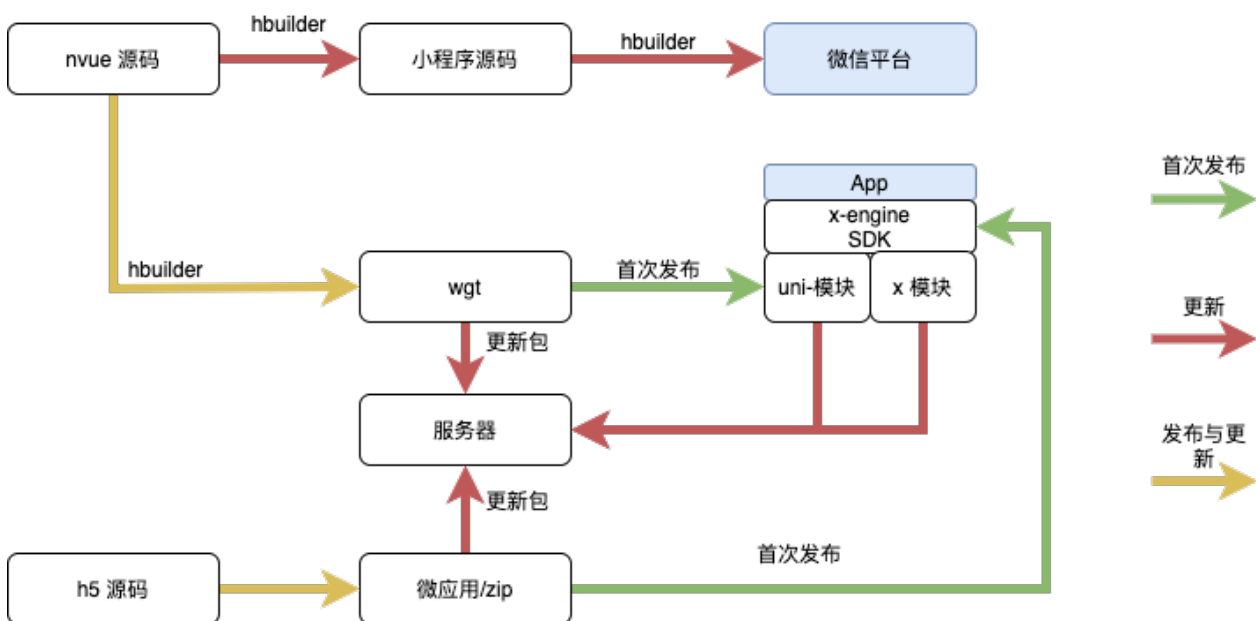 hbuilder
nvue 源码
小程序源码
hbuilder
微信平台
首次发布
App
x-engine
SDK
hbuilder
wgt
首次发布
uni-模块
x 模块
更新
更新包
服务器
发布与更
新
更新包
首次发布
h5 源码
微应用/zip